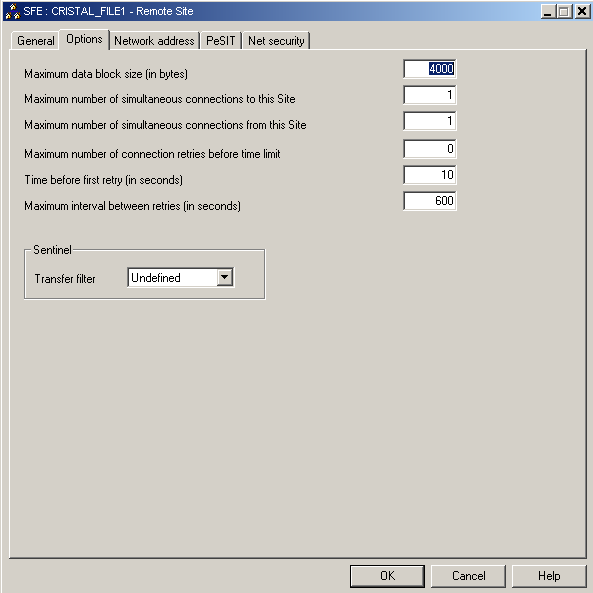 SFE : CRISTAL_FILE1 - Remote Site
General Options Network address PeSIT Net security
Maximum data block size (in bytes) 4000
Maximum number of simultaneous connections to this Site 1
Maximum number of simultaneous connections from this Site 1
Maximum number of connection retries before time limit 0
Time before first retry (in seconds) 10
Maximum interval between retries (in seconds) 600
Sentinel
Transfer filter Undefined
OK Cancel Help